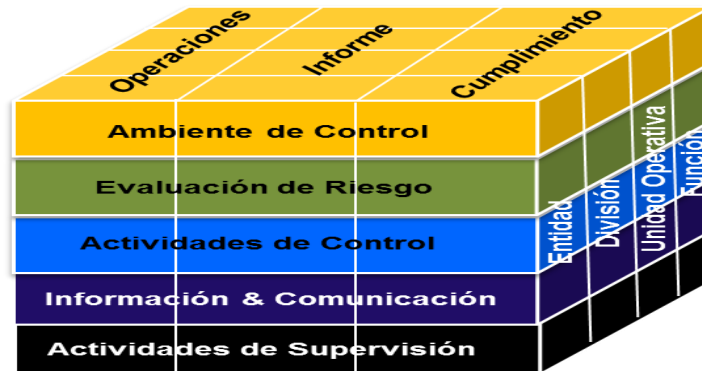 Operaciones
Informe
Cumplimiento
Ambiente de Control
Evaluación de Riesgo
Actividades de Control
Información & Comunicación
Actividades de Supervisión
Entidad
División
Unidad Operativa
Función